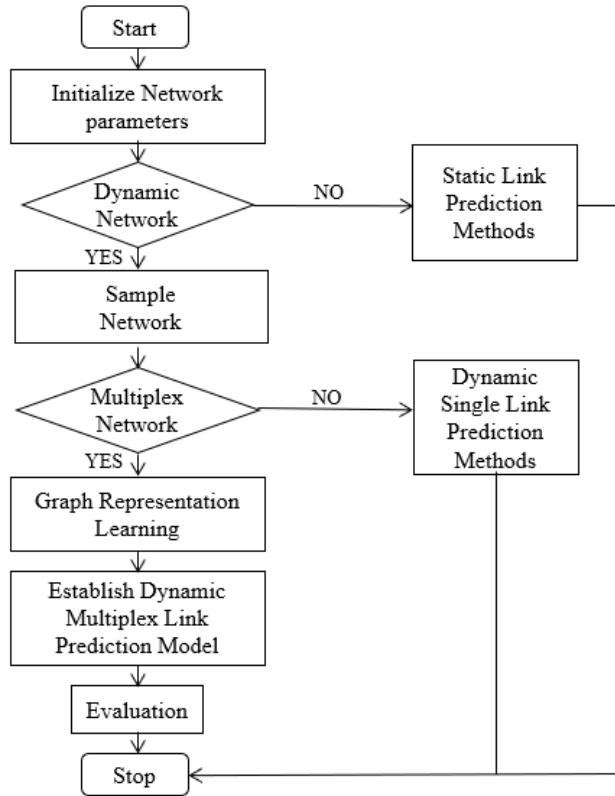 Start
Initialize Network
parameters
Dynamic
Network
NO
Static Link
Prediction
Methods
YES
Sample
Network
Multiplex
Network
NO
Dynamic
Single Link
Prediction
Methods
YES
Graph Representation
Learning
Establish Dynamic
Multiplex Link
Prediction Model
Evaluation
Stop